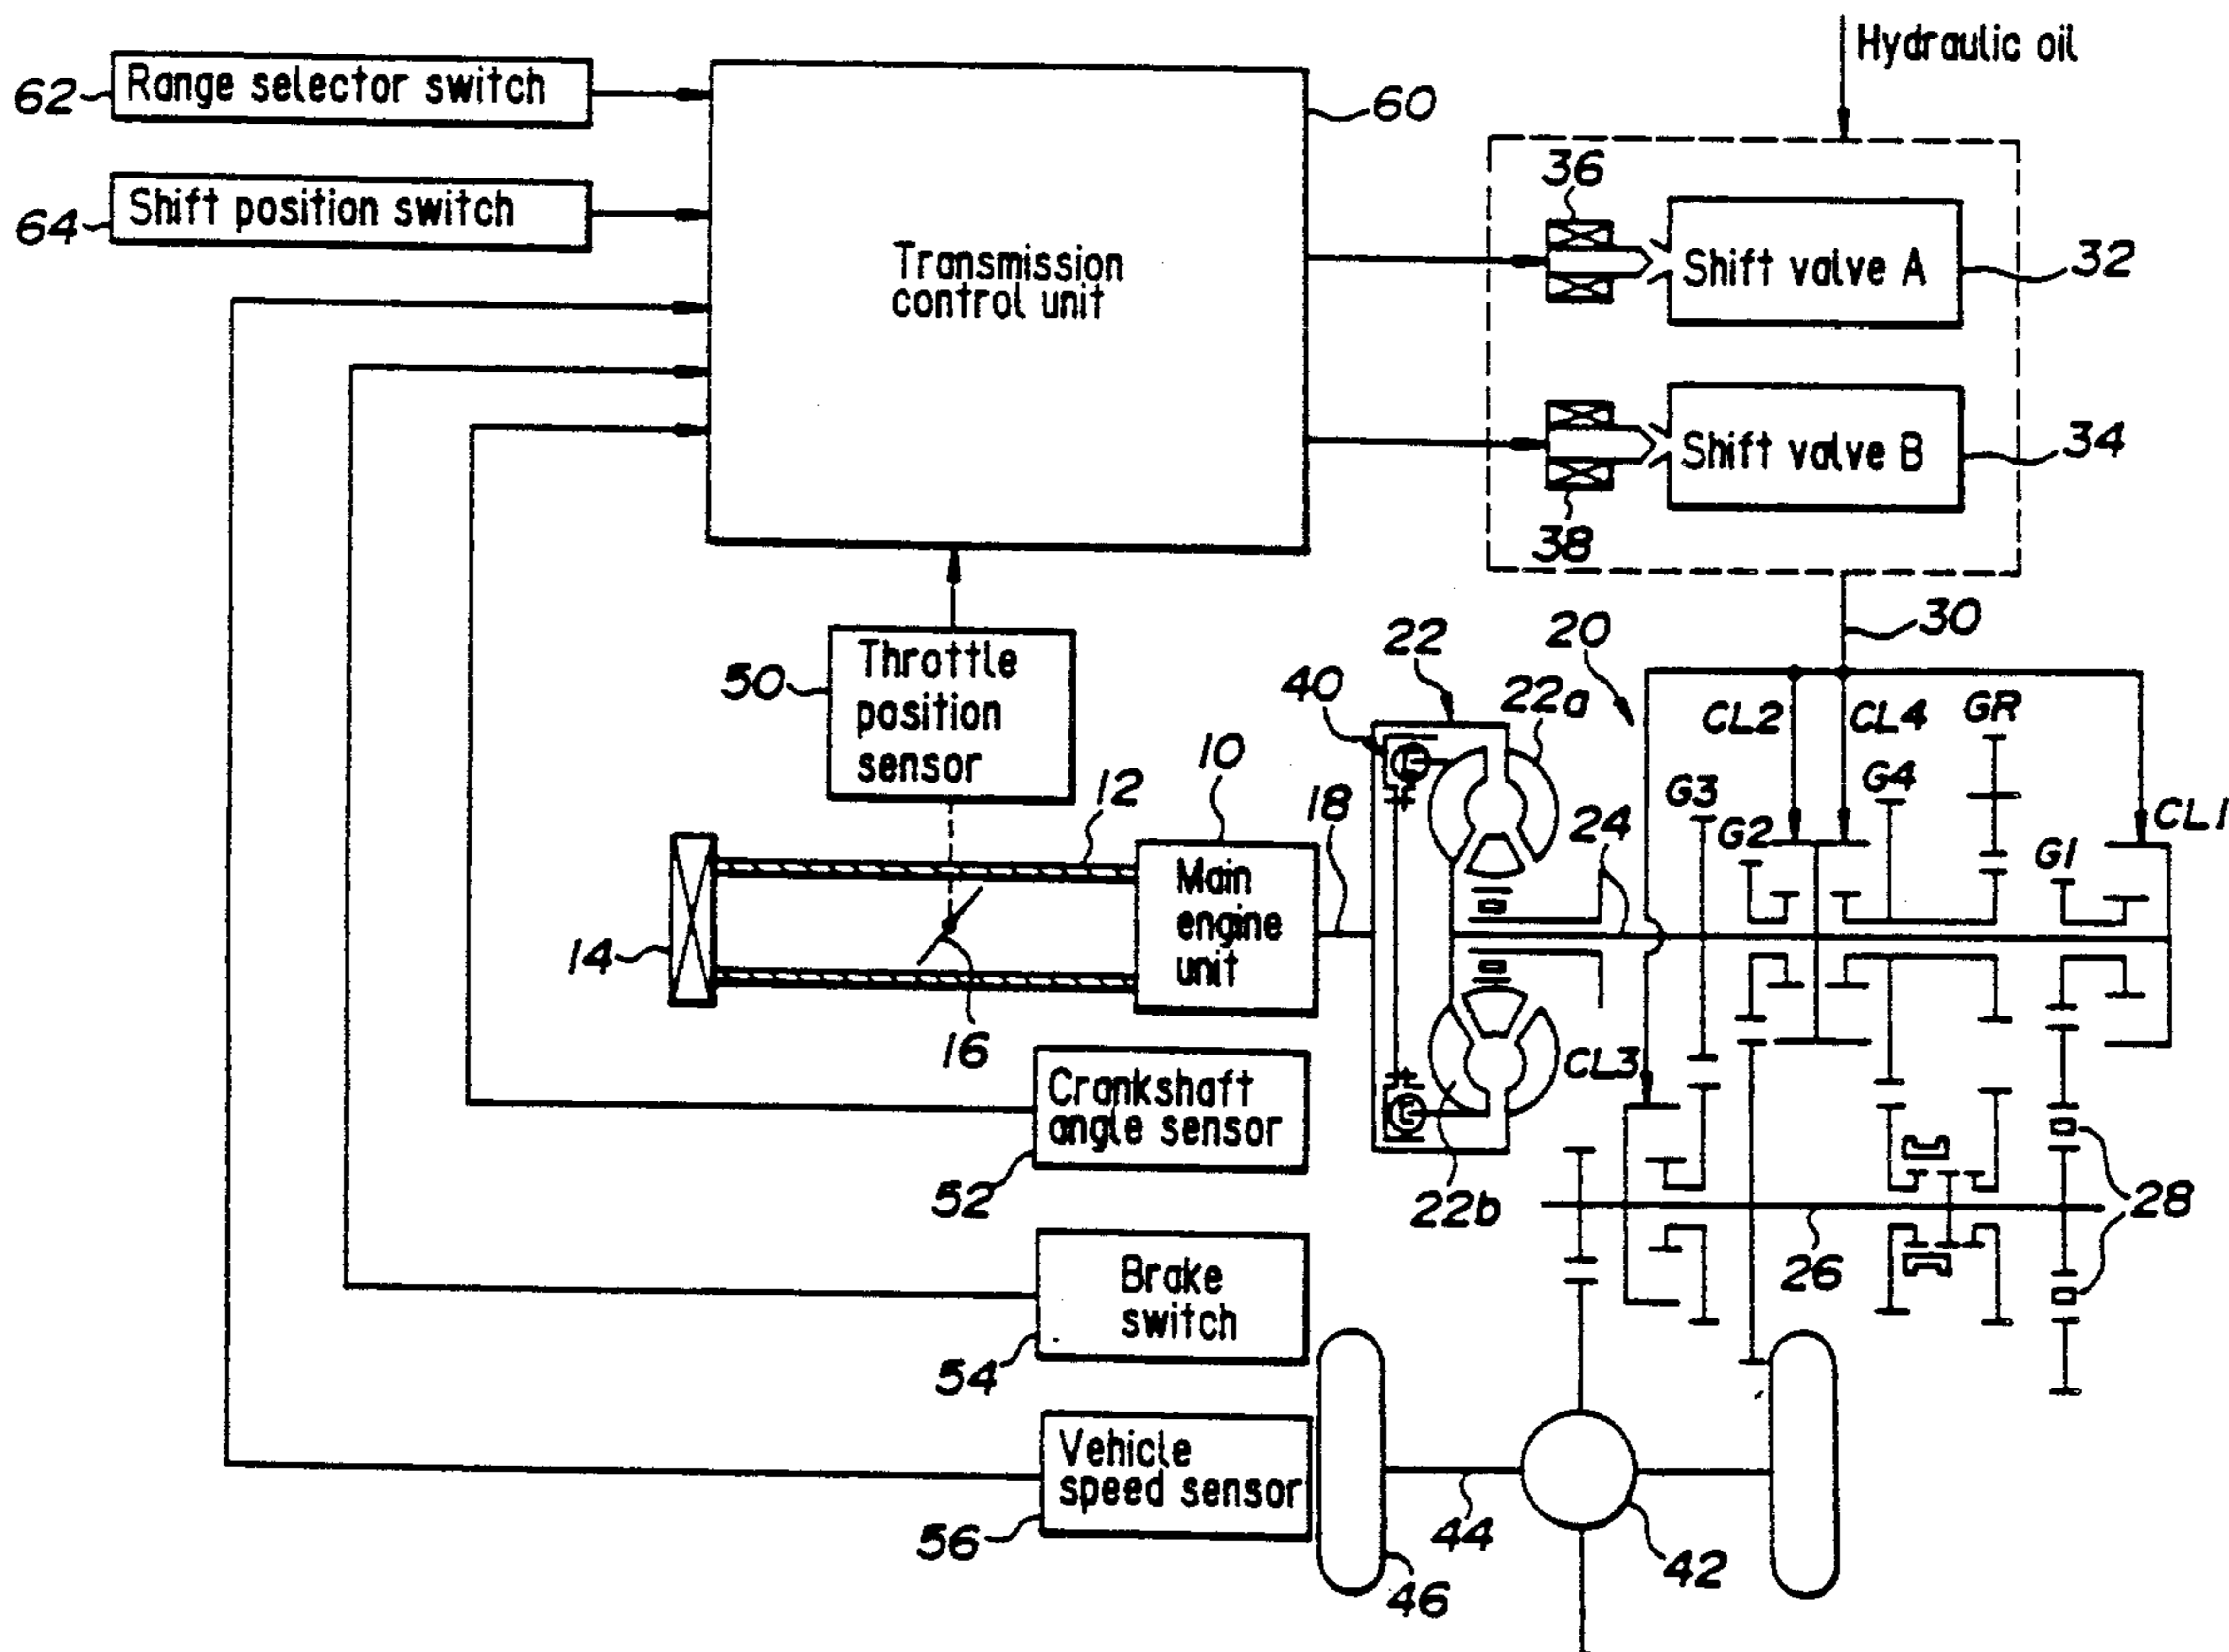 Hydraulic oil
62
Range selector switch
60
64
Shift position switch
36
Transmission
control unit
Shift valve A
32
Shift valve B
34
38
50
Throttle
position
sensor
22
20
30
40
22a
CL2
CL4
GR
12
10
18
24
G3
G2
G4
G1
CL1
14
Main
engine
unit
16
CL3
Crankshaft
angle sensor
52
22b
26
28
Brake
switch
54
Vehicle
speed sensor
56
44
42
46